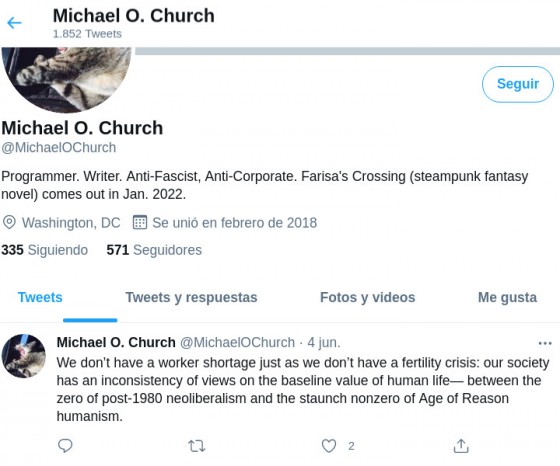 Michael O. Church
1.852 Tweets
Seguir
Michael O. Church
@MichaelOChurch
Programmer. Writer. Anti-Fascist, Anti-Corporate. Farisa's Crossing (steampunk fantasy
novel) comes out in Jan. 2022.
Washington, DC Se unió en febrero de 2018
335 Siguiendo 571 Seguidores
Tweets Tweets y respuestas Fotos y videos Me gusta
Michael O. Church @MichaelOChurch · 4 jun.
We don’t have a worker shortage just as we don’t have a fertility crisis: our society
has an inconsistency of views on the baseline value of human life— between the
zero of post-1980 neoliberalism and the staunch nonzero of Age of Reason
humanism.
2